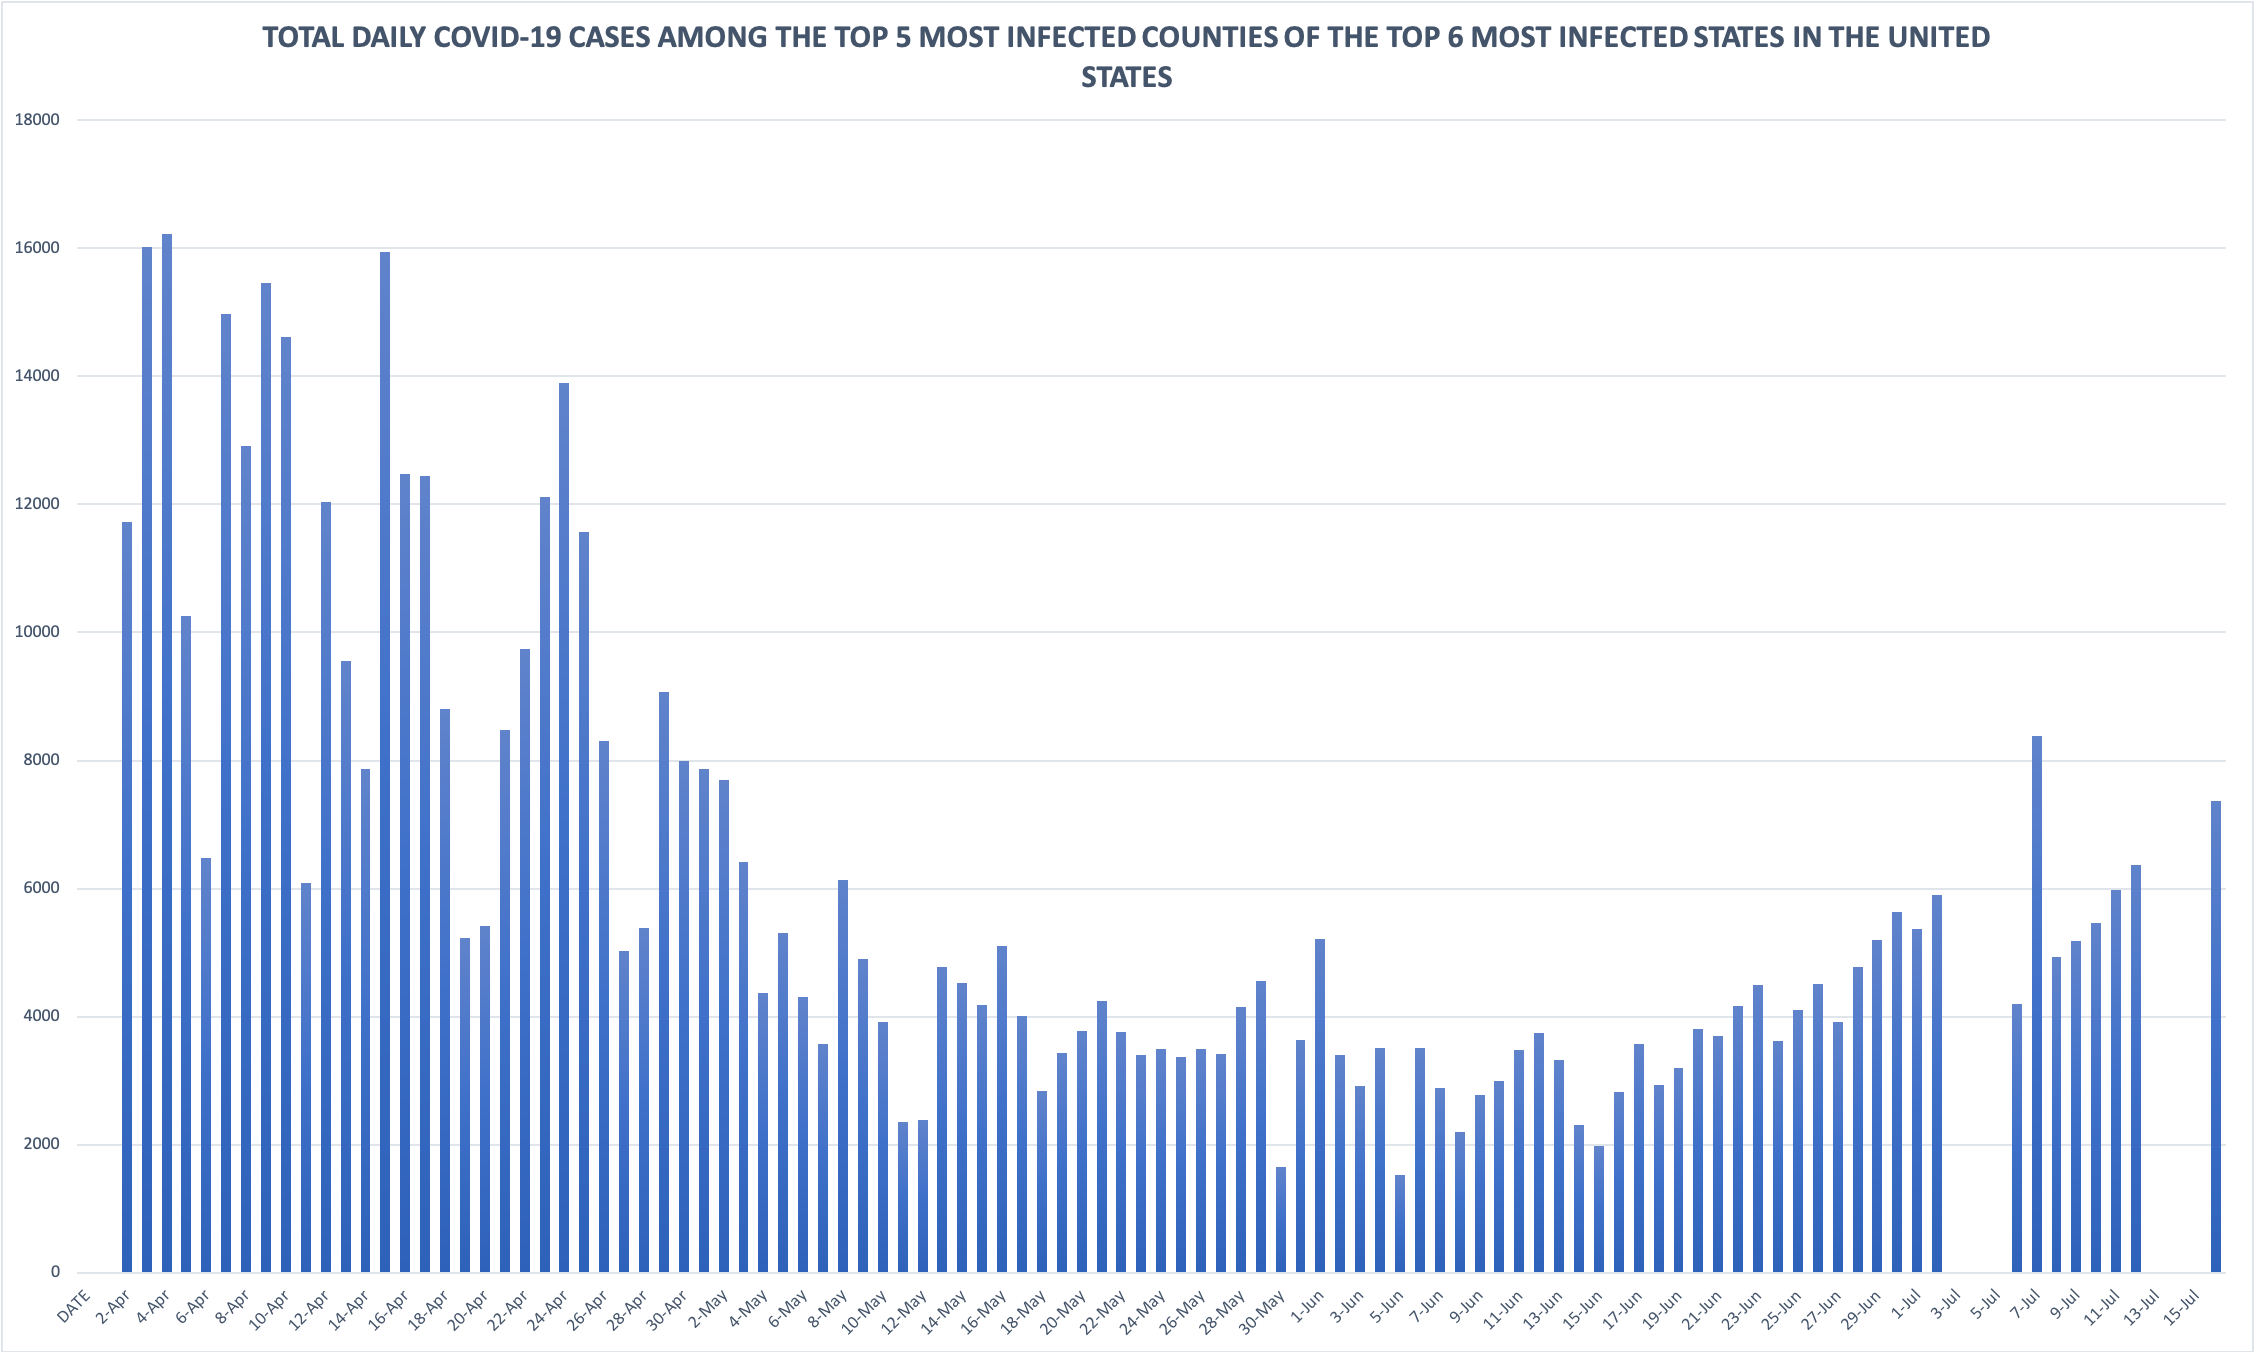 TOTAL DAILY COVID-19 CASES AMONG THE TOP 5 MOST INFECTED COUNTIES OF THE TOP 6 MOST INFECTED STATES IN THE UNITED
STATES
18000
16000
14000
12000
10000
8000
6000
4000
2000
0
DATE
2-Apr
4-Apr
6-Apr
8-Apr
10-Apr
12-Apr
14-Apr
16-Apr
18-Apr
20-Apr
22-Apr
24-Apr
26-Apr
28-Apr
30-Apr
2-May
4-May
6-May
8-May
10-May
12-May
14-May
16-May
18-May
20-May
22-May
24-May
26-May
28-May
30-May
1-Jun
3-Jun
5-Jun
7-Jun
9-Jun
11-Jun
13-Jun
15-Jun
17-Jun
19-Jun
21-Jun
23-Jun
25-Jun
27-Jun
29-Jun
1-Jul
3-Jul
5-Jul
7-Jul
9-Jul
11-Jul
13-Jul
15-Jul